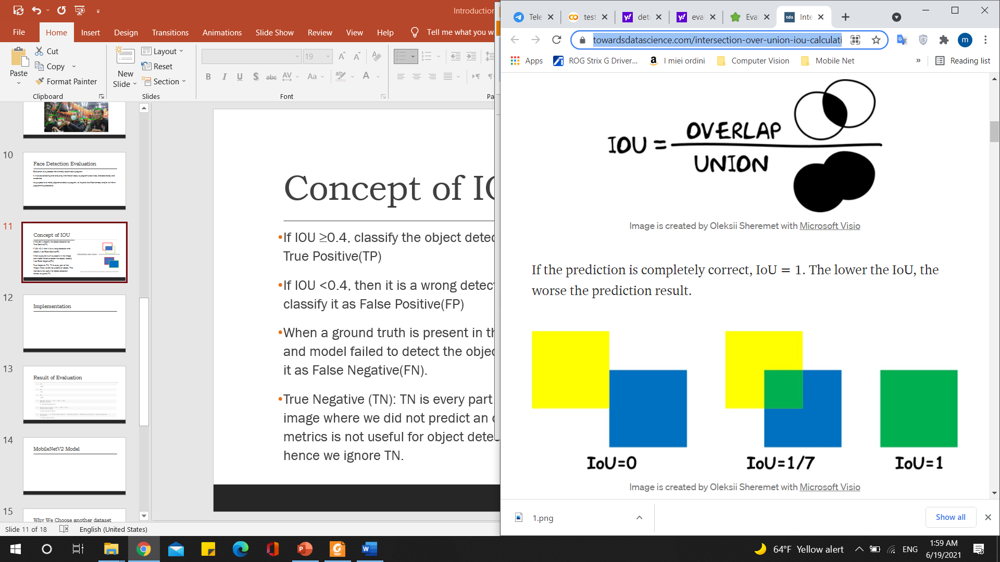 Introduction
File
Home
Insert
Design
Transitions
Animations
Slide Show
Review
View
Help
Tell me what you w
Paste
Cut
Copy
Format Painter
Clipboard
New
Slide
Layout
Reset
Section
Slides
19
B I U S abc AV Aa A
Font
Pa
10
Face Detection Evaluation
11
Concept of IOU
12
Implementation
13
Result of Evaluation
14
MobileNetV2 Model
15
Why We Choose another dataset
Concept of IO
•If IOU ≥0.4, classify the object detec
True Positive(TP)
•If IOU <0.4, then it is a wrong detect
classify it as False Positive(FP)
•When a ground truth is present in th
and model failed to detect the objec
it as False Negative(FN).
•True Negative (TN): TN is every part
image where we did not predict an o
metrics is not useful for object dete
hence we ignore TN.
Slide 11 of 18
English (United States)
Tele
test
det
eva
Eval
tds
Inte
towardsdatascience.com/intersection-over-union-iou-calculati
m
Apps
ROG Strix G Driver...
I miei ordini
Computer Vision
Mobile Net
»
Reading list
IOU = OVERLAP
UNION
Image is created by Oleksii Sheremet with Microsoft Visio
If the prediction is completely correct, IoU = 1. The lower the IoU, the
worse the prediction result.
IoU=0
IoU=1/7
IoU=1
Image is created by Oleksii Sheremet with Microsoft Visio
1.png
Show all
64°F Yellow alert
ENG
1:59 AM
6/19/2021